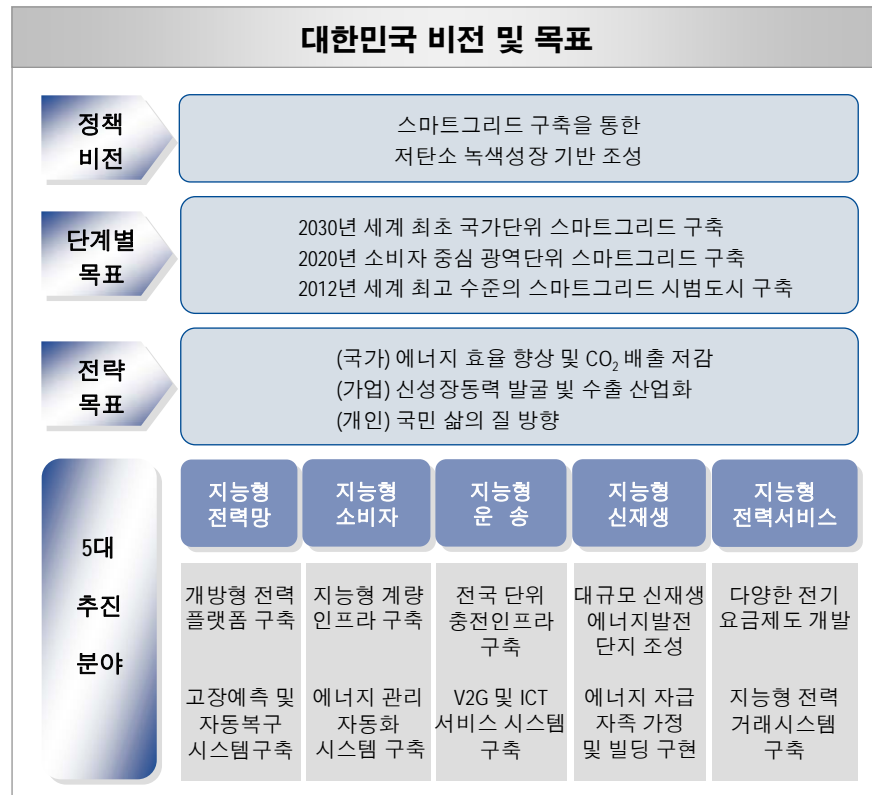 대한민국 비전 및 목표
정책
비전
스마트그리드 구축을 통한
저탄소 녹색성장 기반 조성
단계별
목표
2030년 세계 최초 국가단위 스마트그리드 구축
2020년 소비자 중심 광역단위 스마트그리드 구축
2012년 세계 최고 수준의 스마트그리드 시범도시 구축
전략
목표
(국가) 에너지 효율 향상 및 CO₂ 배출 저감
(가업) 신성장동력 발굴 빛 수출 산업화
(개인) 국민 삶의 질 방향
5대
추진
분야
지능형
전력망
개방형 전력
플랫폼 구축
고장예측 및
자동복구
시스템구축
지능형
소비자
지능형 계량
인프라 구축
에너지 관리
자동화
시스템 구축
지능형
운 송
전국 단위
충전인프라
구축
V2G 및 ICT
서비스 시스템
구축
지능형
신재생
대규모 신재생
에너지발전
단지 조성
에너지 자급
자족 가정
및 빌딩 구현
지능형
전력서비스
다양한 전기
요금제도 개발
지능형 전력
거래시스템
구축